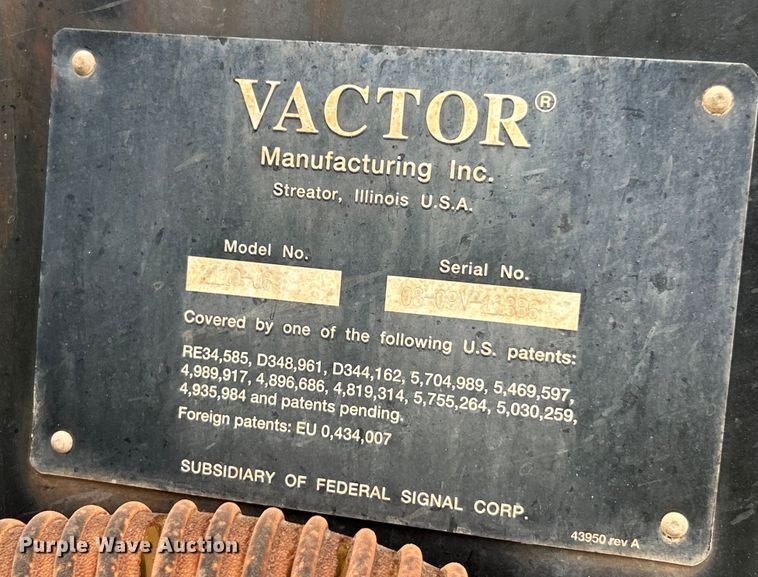 VACTOR®
Manufacturing Inc.
Streator, Illinois U.S.A.
Model No.
Serial No.
Covered by one of the following U.S. patents:
RE34,585, D348,961, D344,162, 5,704,989, 5,469,597,
4,989,917, 4,896,686, 4,819,314, 5,755,264, 5,030,259,
4,935,984 and patents pending.
Foreign patents: EU 0,434,007
SUBSIDIARY OF FEDERAL SIGNAL CORP.
43950 rev A
Purple Wave Auction